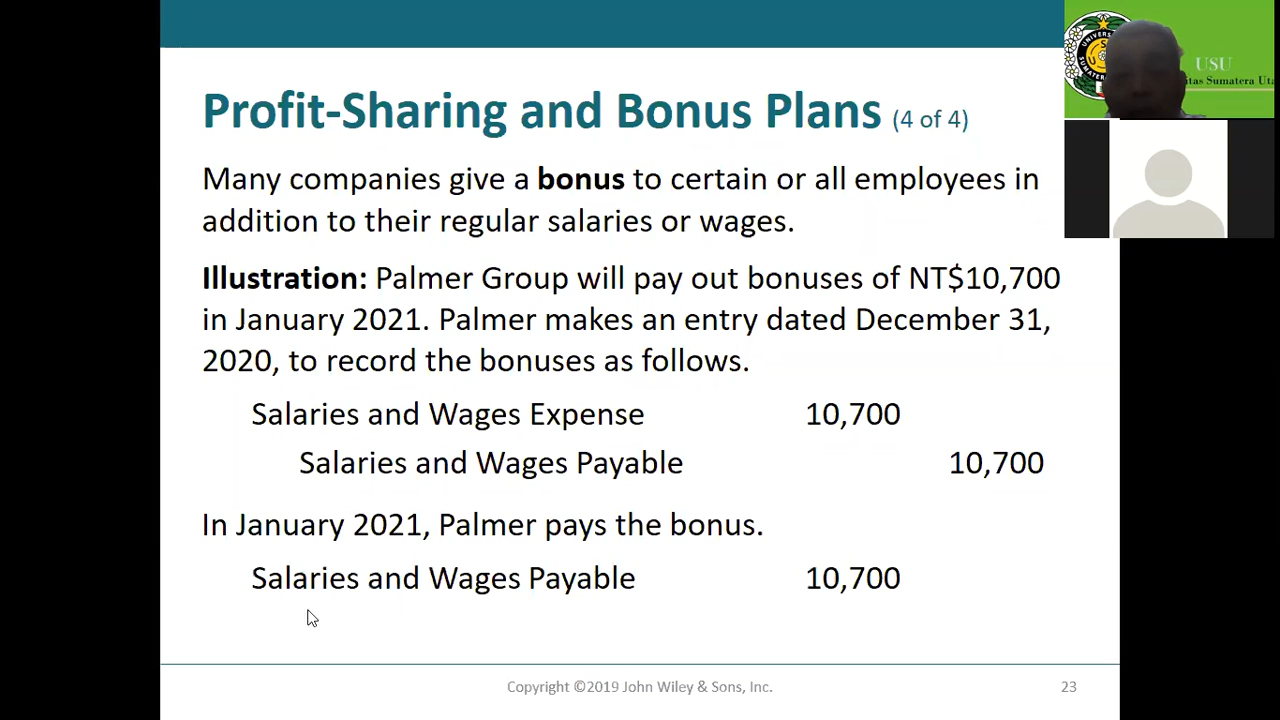 Profit-Sharing and Bonus Plans (4 of 4)
Many companies give a bonus to certain or all employees in
addition to their regular salaries or wages.
Illustration: Palmer Group will pay out bonuses of NT$10,700
in January 2021. Palmer makes an entry dated December 31,
2020, to record the bonuses as follows.
Salaries and Wages Expense 10,700
Salaries and Wages Payable 10,700
In January 2021, Palmer pays the bonus.
Salaries and Wages Payable 10,700
Copyright ©2019 John Wiley & Sons, Inc. 23
USU
itas Sumatera Uta